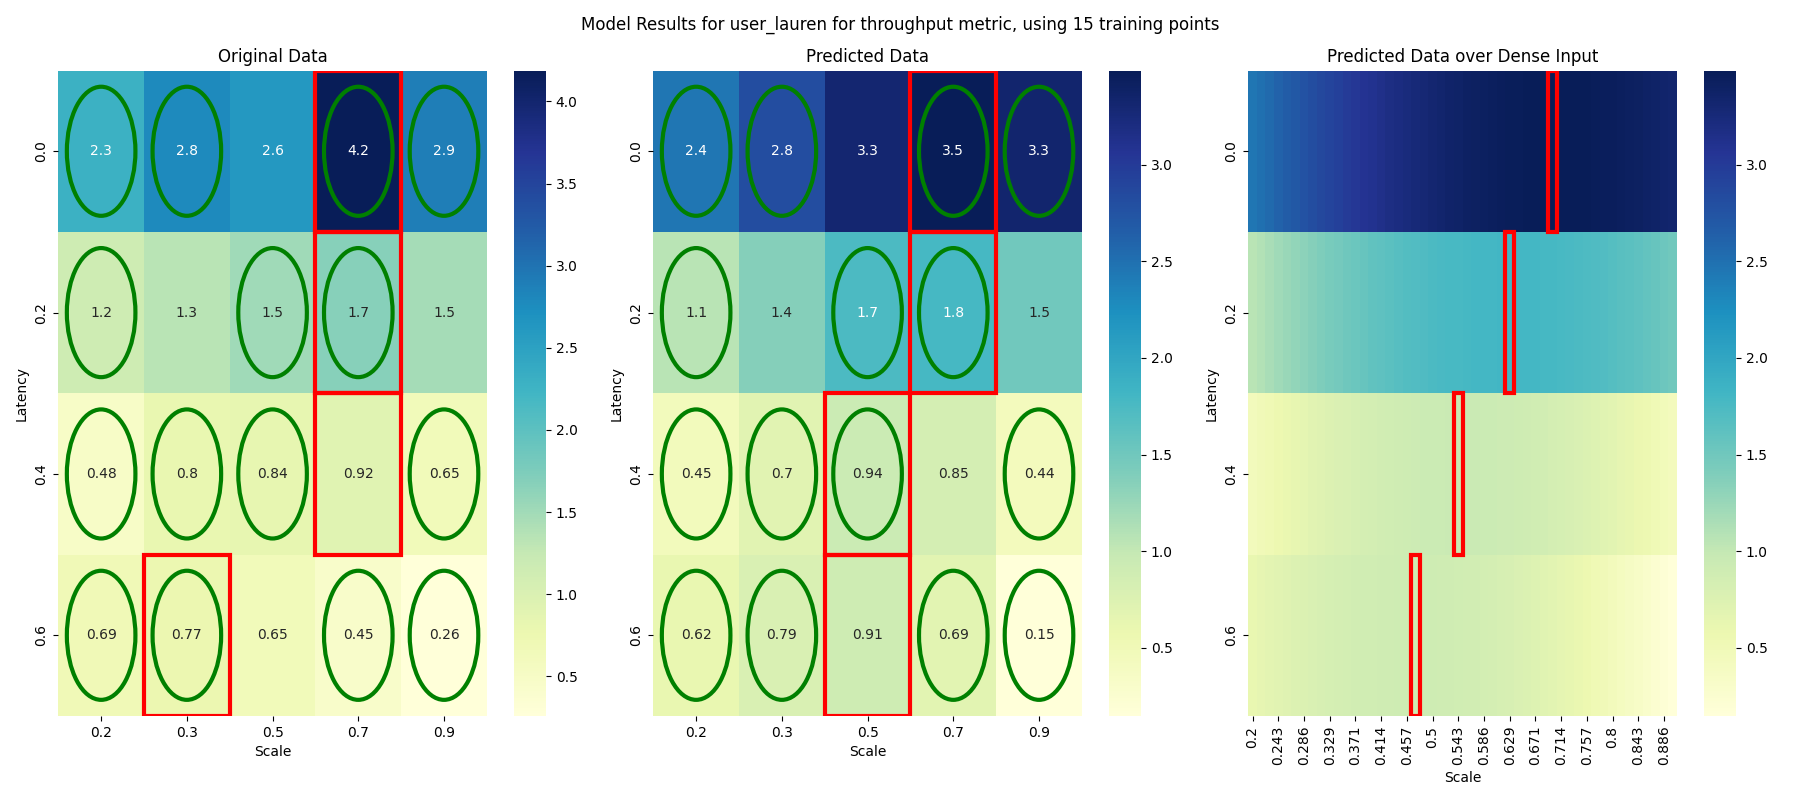 Model Results for user_lauren for throughput metric, using 15 training points
Original Data
2.3 2.8 2.6 4.2 2.9
1.2 1.3 1.5 1.7 1.5
0.48 0.8 0.84 0.92 0.65
0.69 0.77 0.65 0.45 0.26
0.0
0.2
0.4
0.6
Latency
0.2 0.3 0.5 0.7 0.9
Scale
4.0
3.5
3.0
2.5
2.0
1.5
1.0
0.5
Predicted Data
2.4 2.8 3.3 3.5 3.3
1.1 1.4 1.7 1.8 1.5
0.45 0.7 0.94 0.85 0.44
0.62 0.79 0.91 0.69 0.15
0.0
0.2
0.4
0.6
Latency
0.2 0.3 0.5 0.7 0.9
Scale
3.0
2.5
2.0
1.5
1.0
0.5
Predicted Data over Dense Input
0.0
0.2
0.4
0.6
Latency
0.2 0.243 0.286 0.329 0.371 0.414 0.457 0.5 0.543 0.586 0.629 0.671 0.714 0.757 0.8 0.843 0.886
Scale
3.0
2.5
2.0
1.5
1.0
0.5